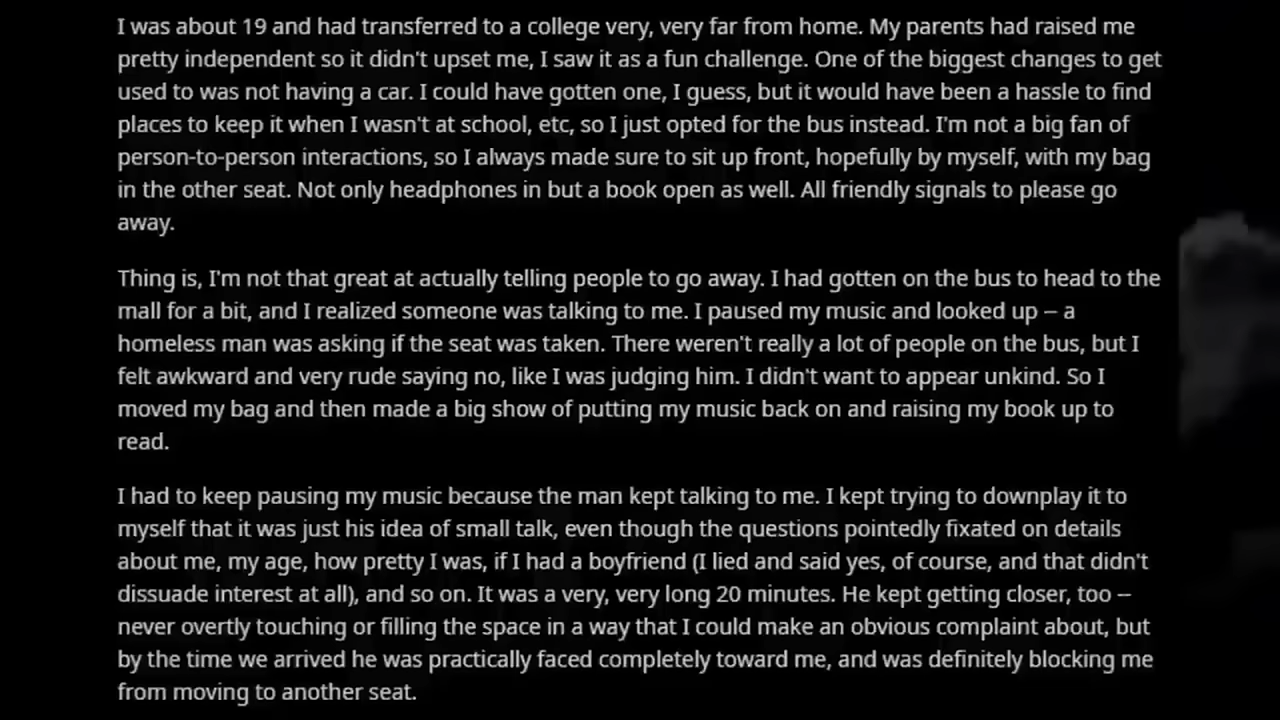 I was about 19 and had transferred to a college very, very far from home. My parents had raised me
pretty independent so it didn't upset me, I saw it as a fun challenge. One of the biggest changes to get
used to was not having a car. I could have gotten one, I guess, but it would have been a hassle to find
places to keep it when I wasn't at school, etc, so I just opted for the bus instead. I'm not a big fan of
person-to-person interactions, so I always made sure to sit up front, hopefully by myself, with my bag
in the other seat. Not only headphones in but a book open as well. All friendly signals to please go
away.
Thing is, I'm not that great at actually telling people to go away. I had gotten on the bus to head to the
mall for a bit, and I realized someone was talking to me. I paused my music and looked up – a
homeless man was asking if the seat was taken. There weren't really a lot of people on the bus, but I
felt awkward and very rude saying no, like I was judging him. I didn't want to appear unkind. So I
moved my bag and then made a big show of putting my music back on and raising my book up to
read.
I had to keep pausing my music because the man kept talking to me. I kept trying to downplay it to
myself that it was just his idea of small talk, even though the questions pointedly fixated on details
about me, my age, how pretty I was, if I had a boyfriend (I lied and said yes, of course, and that didn't
dissuade interest at all), and so on. It was a very, very long 20 minutes. He kept getting closer, too –
never overtly touching or filling the space in a way that I could make an obvious complaint about, but
by the time we arrived he was practically faced completely toward me, and was definitely blocking me
from moving to another seat.